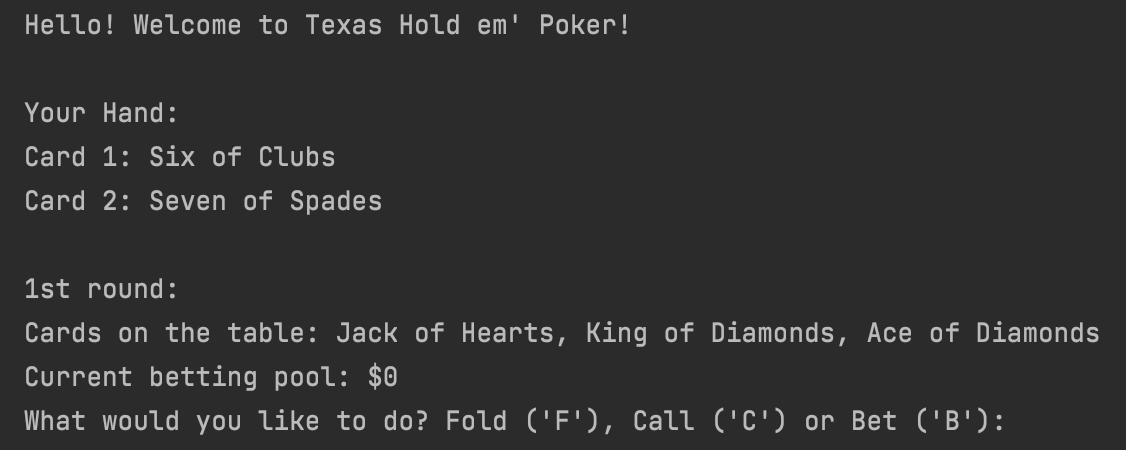 Hello! Welcome to Texas Hold em' Poker!
Your Hand:
Card 1: Six of Clubs
Card 2: Seven of Spades
1st round:
Cards on the table: Jack of Hearts, King of Diamonds, Ace of Diamonds
Current betting pool: $0
What would you like to do? Fold ('F'), Call ('C') or Bet ('B'):